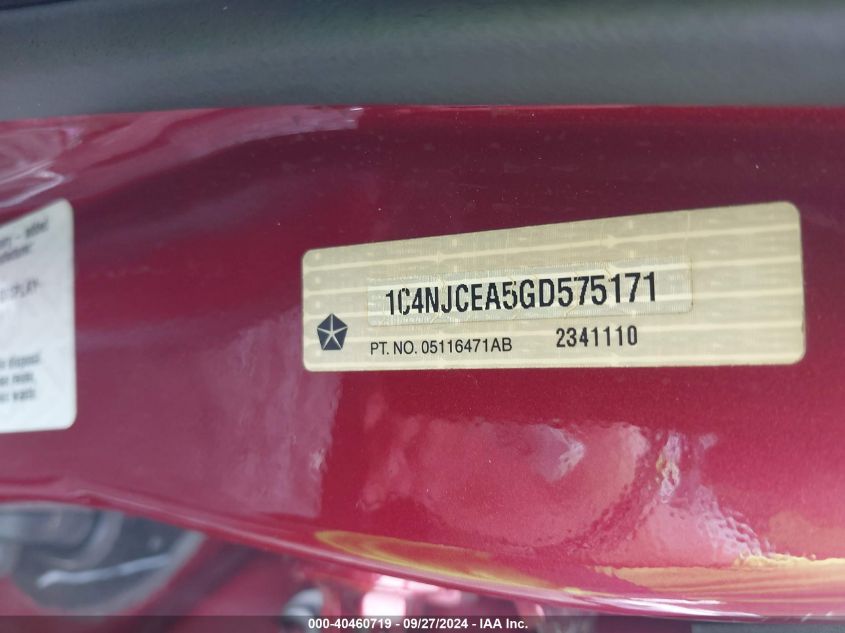 1C4NJCEA5GD575171
PT. NO. 05116471AB 2341110
000-40460719 - 09/27/2024 - IAA Inc.